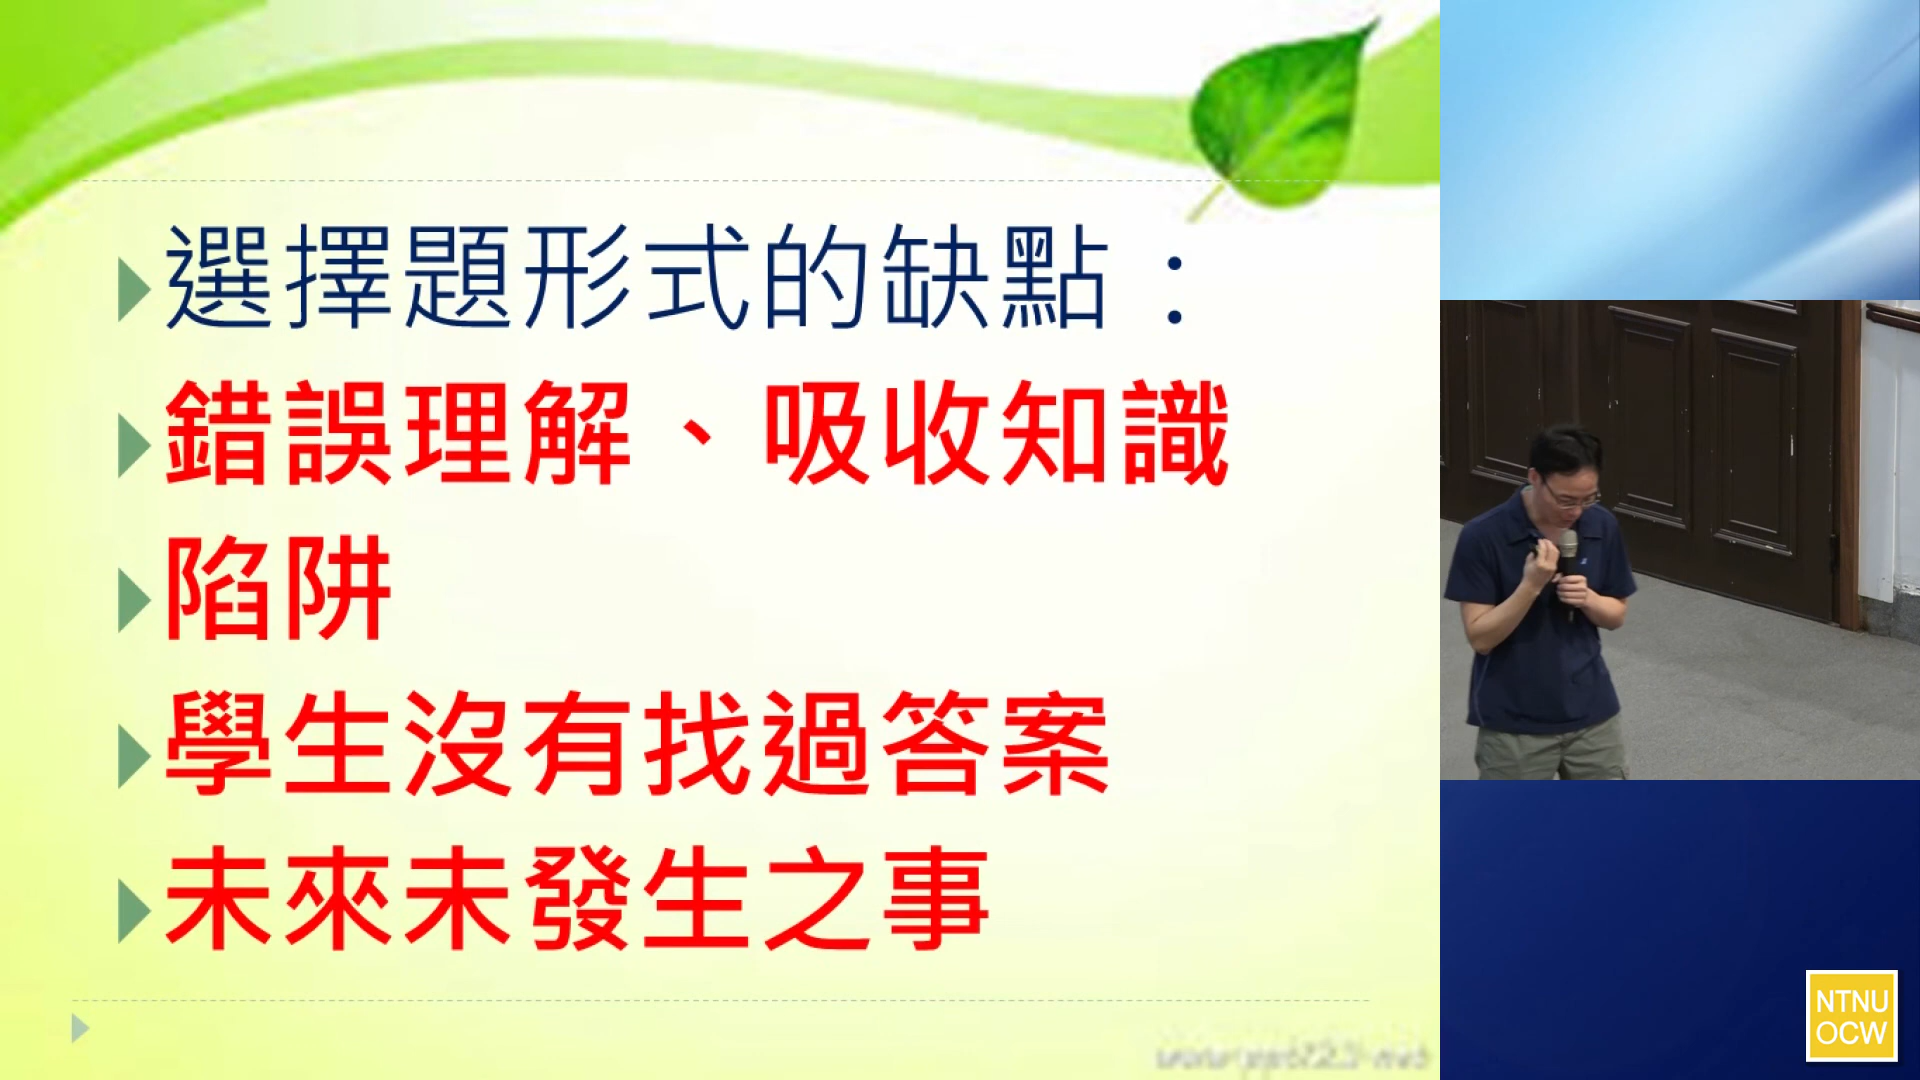 選擇題形式的缺點：
錯誤理解、吸收知識
陷阱
學生沒有找過答案
未來未發生之事
NTNU
OCW